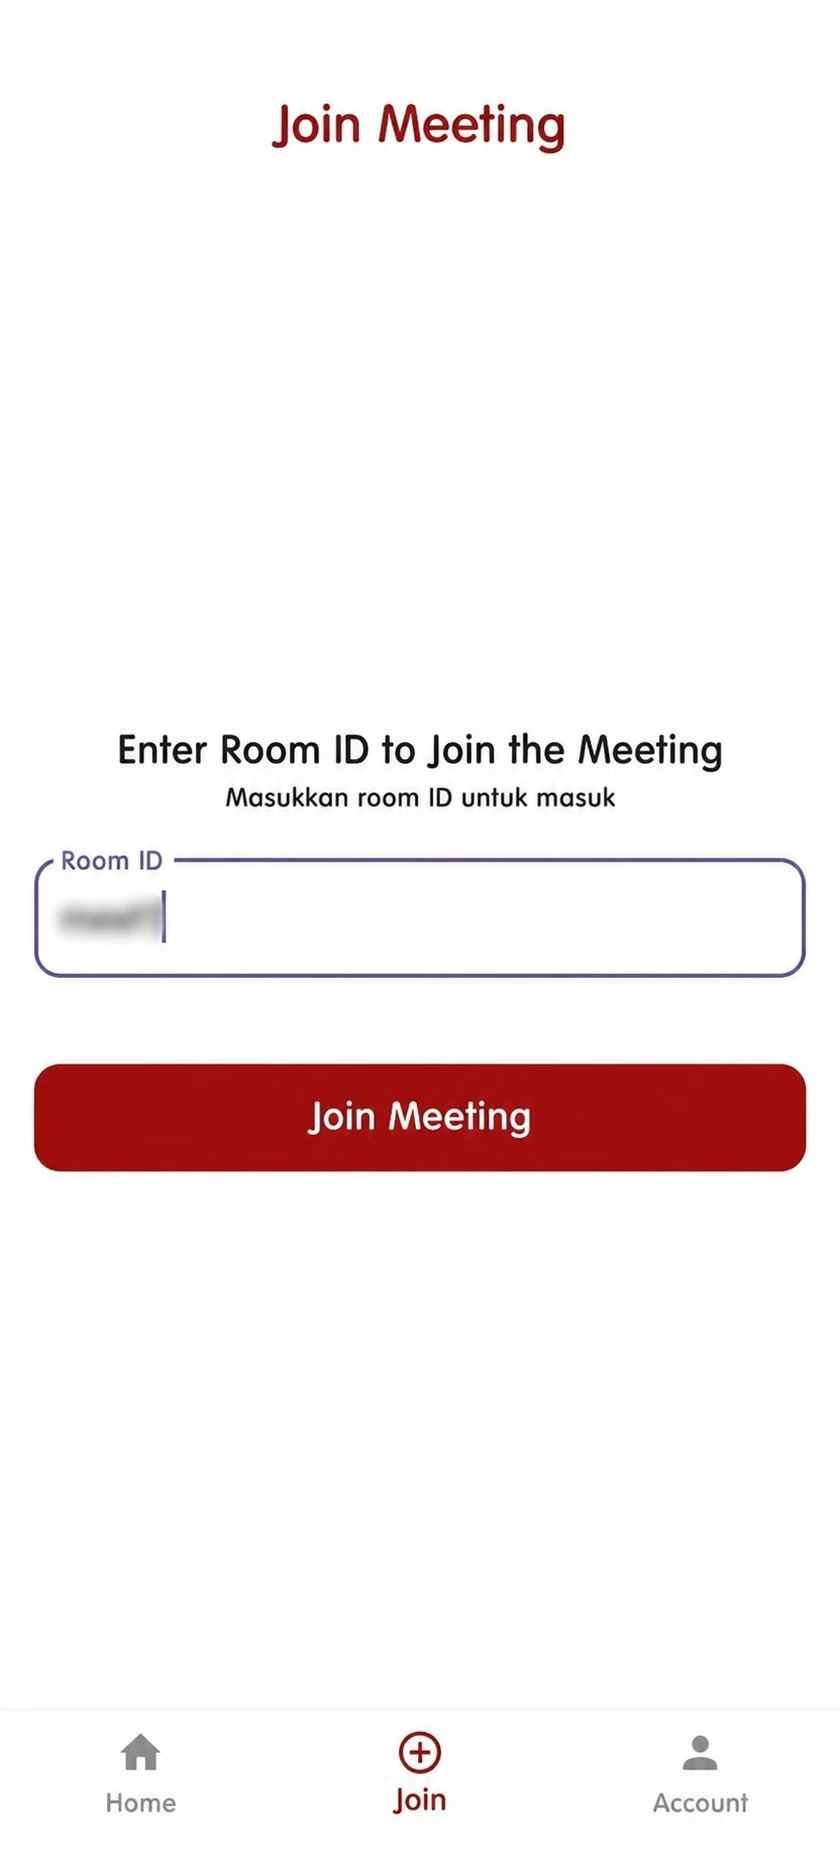 Join Meeting
Enter Room ID to Join the Meeting
Masukkan room ID untuk masuk
Room ID
Join Meeting
Home
Join
Account